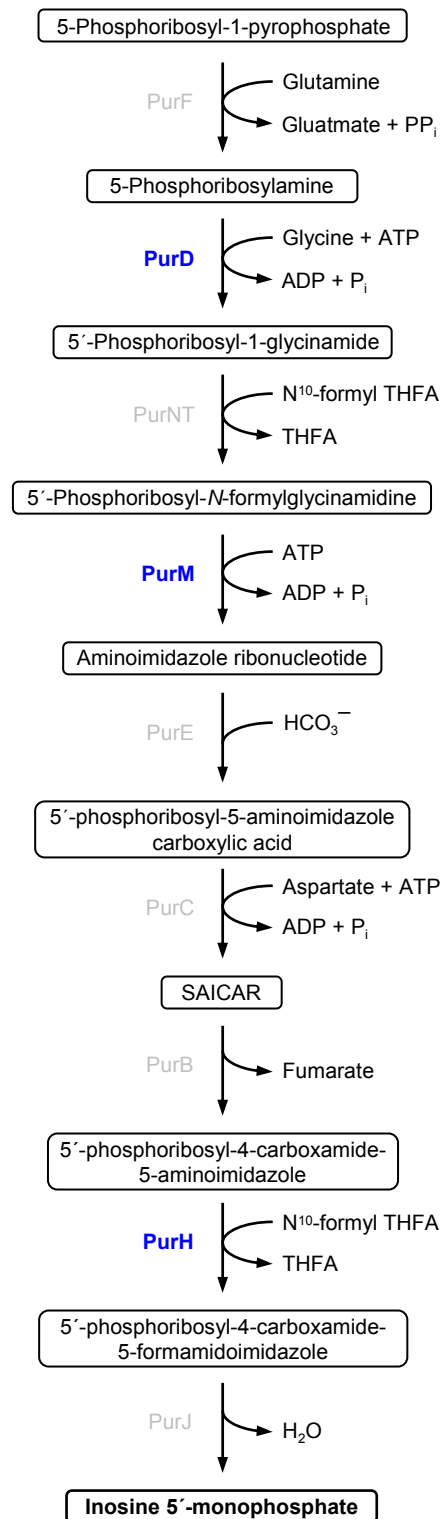 5-Phosphoribosyl-1-pyrophosphate
PurF
Glutamine
Gluatmate + PPᵢ
5-Phosphoribosylamine
PurD
Glycine + ATP
ADP + Pᵢ
5´-Phosphoribosyl-1-glycinamide
PurNT
N¹⁰-formyl THFA
THFA
5´-Phosphoribosyl-N-formylglycinamidine
PurM
ATP
ADP + Pᵢ
Aminoimidazole ribonucleotide
PurE
HCO₃⁻
5´-phosphoribosyl-5-aminoimidazole
carboxylic acid
PurC
Aspartate + ATP
ADP + Pᵢ
SAICAR
PurB
Fumarate
5´-phosphoribosyl-4-carboxamide-
5-aminoimidazole
PurH
N¹⁰-formyl THFA
THFA
5´-phosphoribosyl-4-carboxamide-
5-formamidoimidazole
PurJ
H₂O
Inosine 5´-monophosphate